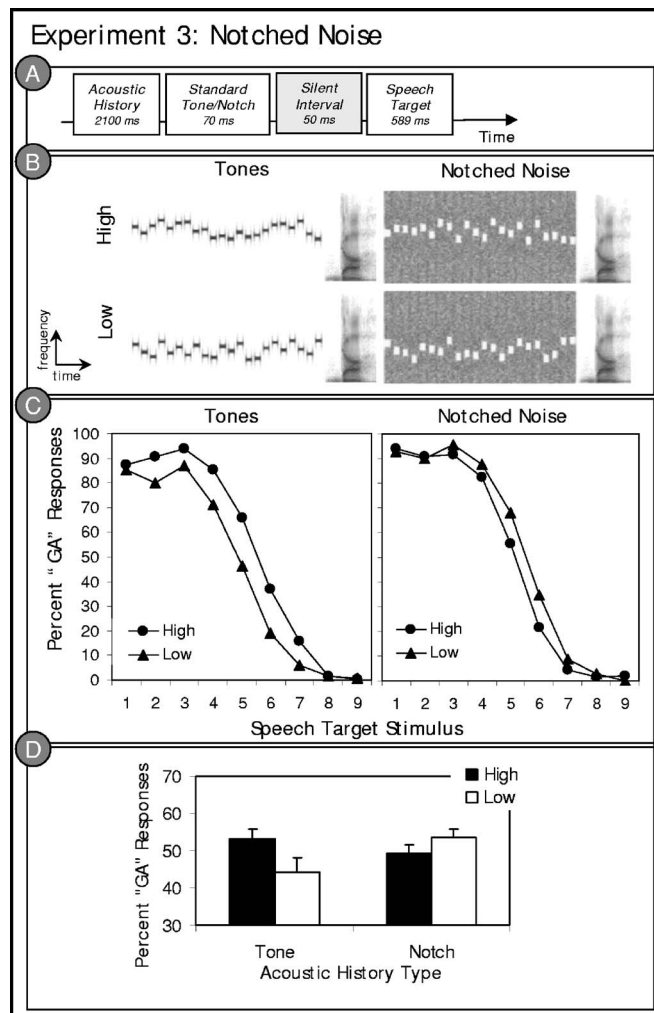 Experiment 3: Notched Noise
A
Acoustic History 2100 ms
Standard Tone/Notch 70 ms
Silent Interval 50 ms
Speech Target 589 ms
Time
B
Tones
Notched Noise
High
Low
frequency
time
C
Tones
Notched Noise
Percent "GA" Responses
100
90
80
70
60
50
40
30
20
10
0
High
Low
High
Low
1 2 3 4 5 6 7 8 9
1 2 3 4 5 6 7 8 9
Speech Target Stimulus
D
Percent "GA" Responses
70
60
50
40
30
High
Low
Tone
Notch
Acoustic History Type